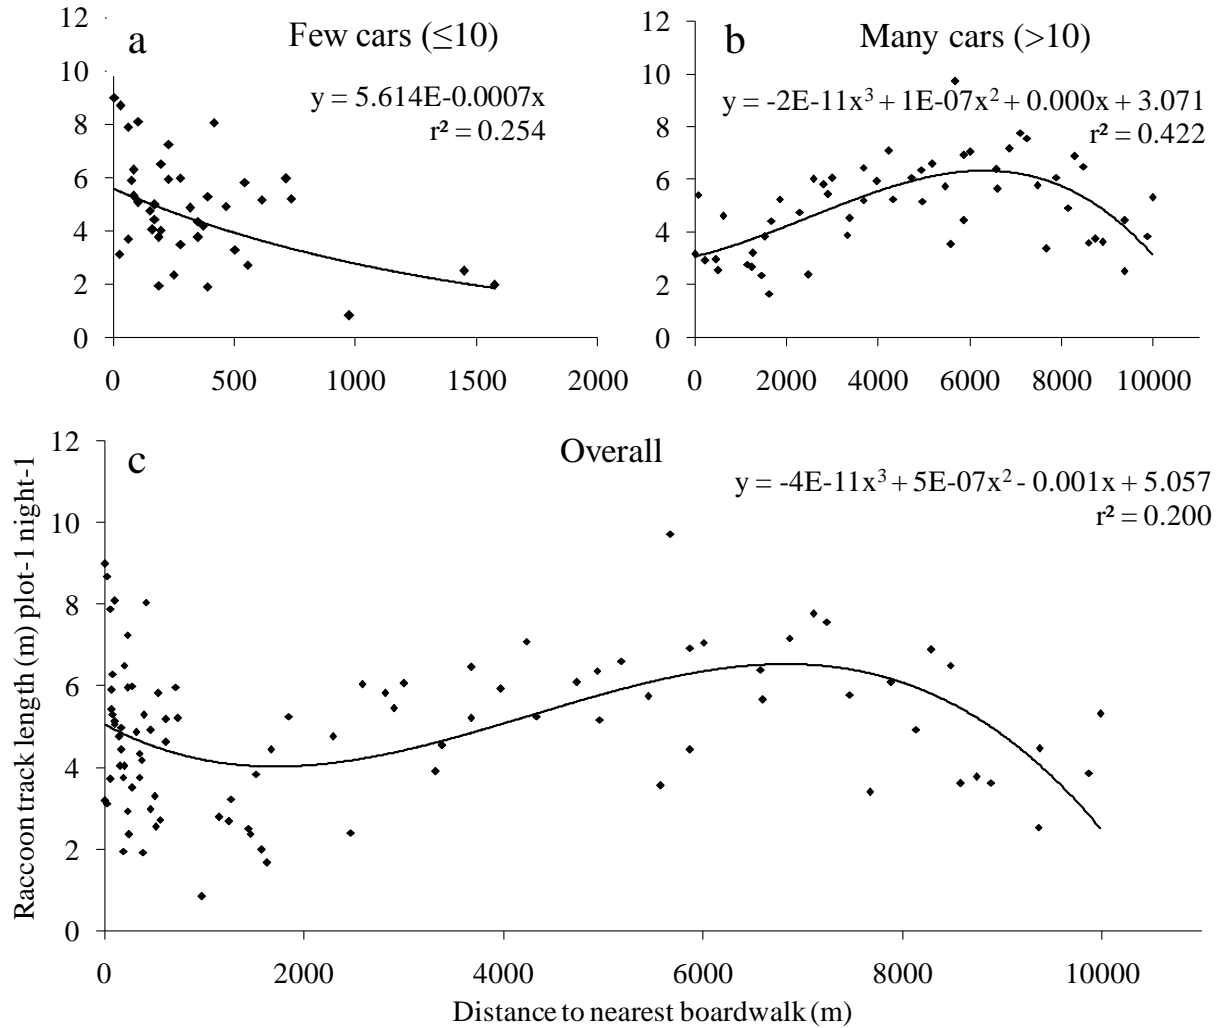 a
Few cars (≤10)
y = 5.614E-0.0007x
r² = 0.254
12
10
8
6
4
2
0
0 500 1000 1500 2000
b
Many cars (>10)
y = -2E-11x³ + 1E-07x² + 0.000x + 3.071
r² = 0.422
12
10
8
6
4
2
0
0 2000 4000 6000 8000 10000
c
Overall
y = -4E-11x³ + 5E-07x² - 0.001x + 5.057
r² = 0.200
Raccoon track length (m) plot-1 night-1
12
10
8
6
4
2
0
0 2000 4000 6000 8000 10000
Distance to nearest boardwalk (m)